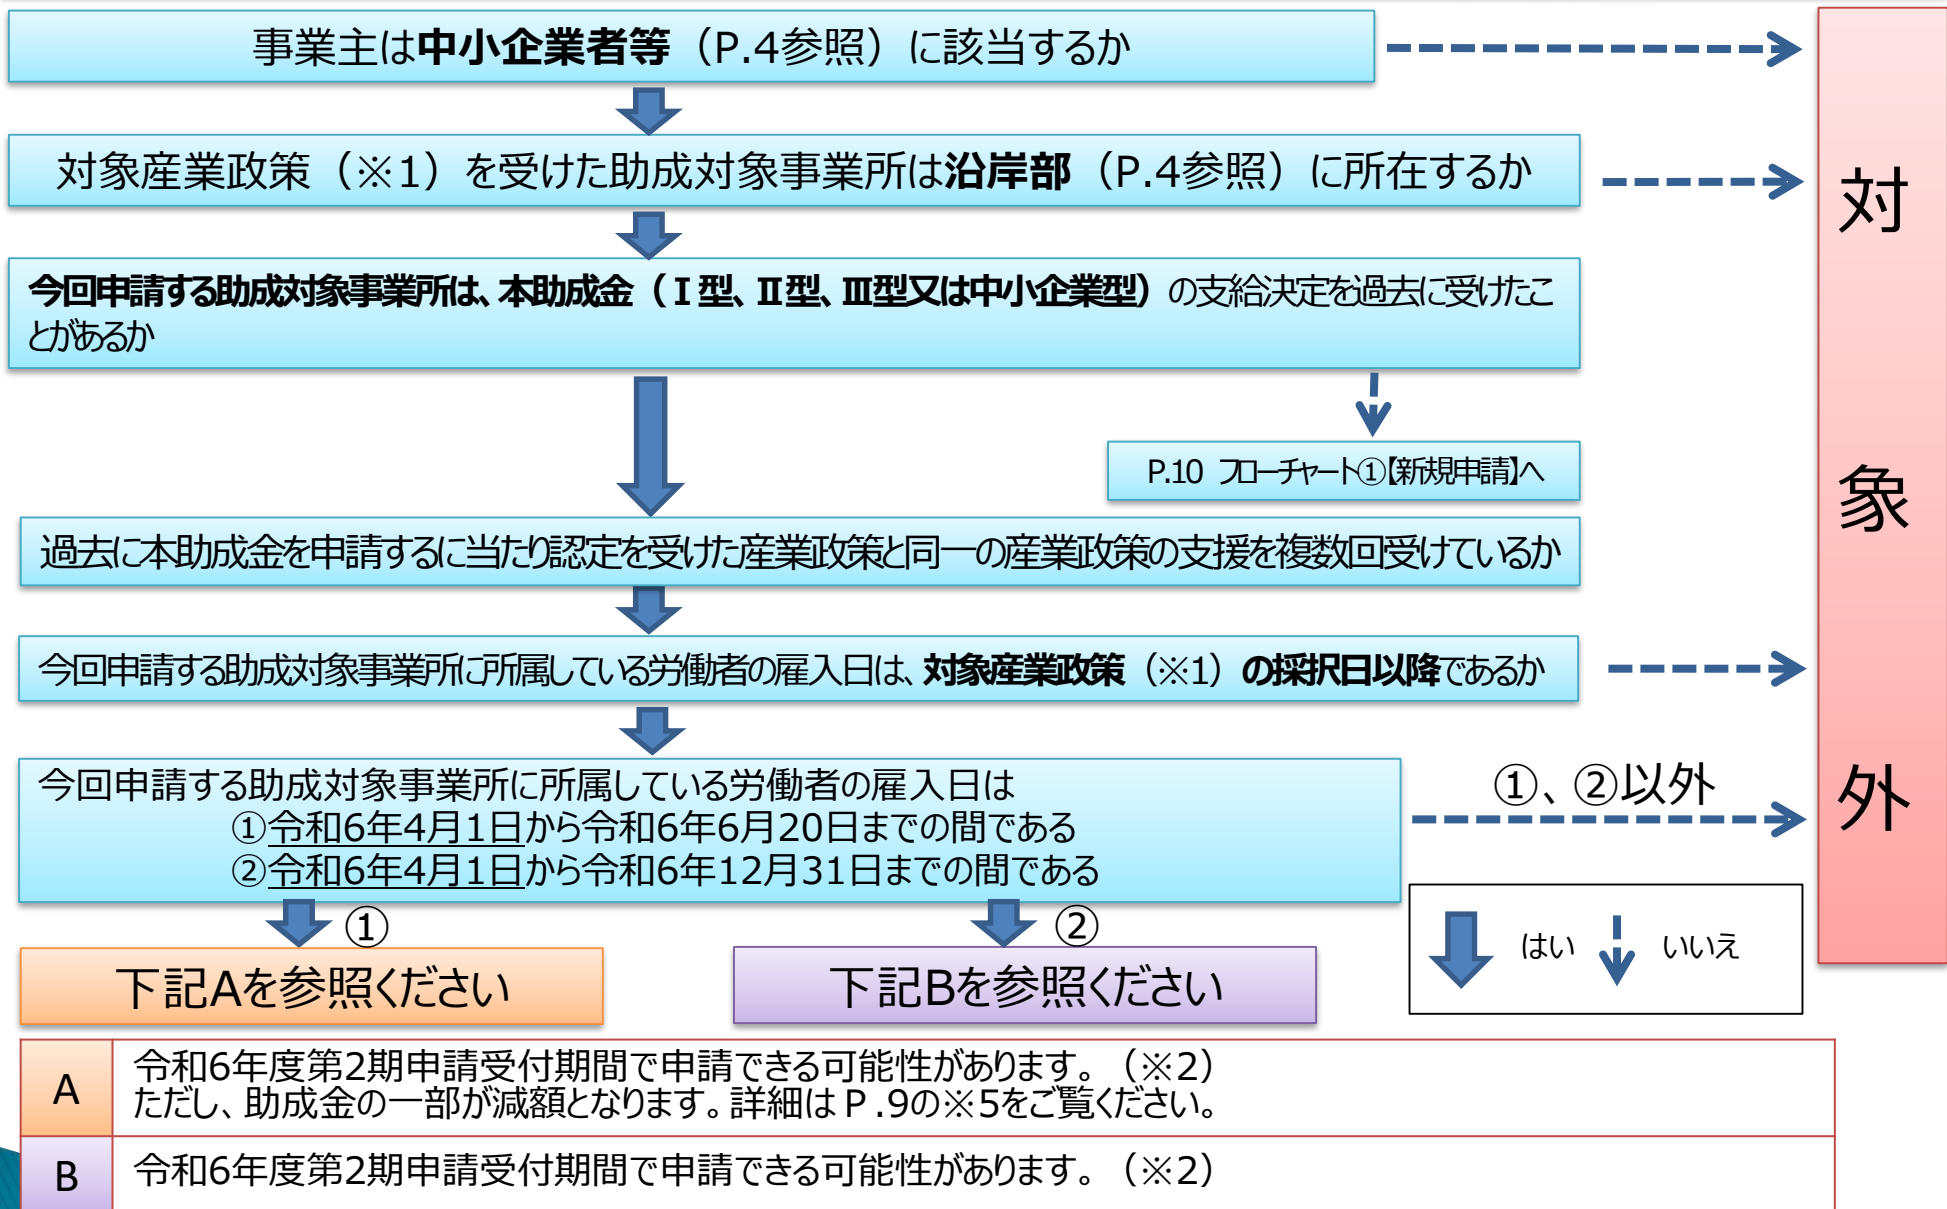 事業主は中小企業者等（P.4参照）に該当するか
対象産業政策（※1）を受けた助成対象事業所は沿岸部（P.4参照）に所在するか
今回申請する助成対象事業所は、本助成金（Ⅰ型、Ⅱ型、Ⅲ型又は中小企業型）の支給決定を過去に受けたこ
とがあるか
P.10 フローチャート①【新規申請】へ
過去に本助成金を申請するに当たり認定を受けた産業政策と同一の産業政策の支援を複数回受けているか
今回申請する助成対象事業所に所属している労働者の雇入日は、対象産業政策（※1）の採択日以降であるか
今回申請する助成対象事業所に所属している労働者の雇入日は
①令和6年4月1日から令和6年6月20日までの間である
②令和6年4月1日から令和6年12月31日までの間である
①、②以外
対
象
外
①
②
はい
いいえ
下記Aを参照ください
下記Bを参照ください
A
令和6年度第2期申請受付期間で申請できる可能性があります。（※2）
ただし、助成金の一部が減額となります。詳細はＰ.9の※5をご覧ください。
B
令和6年度第2期申請受付期間で申請できる可能性があります。（※2）